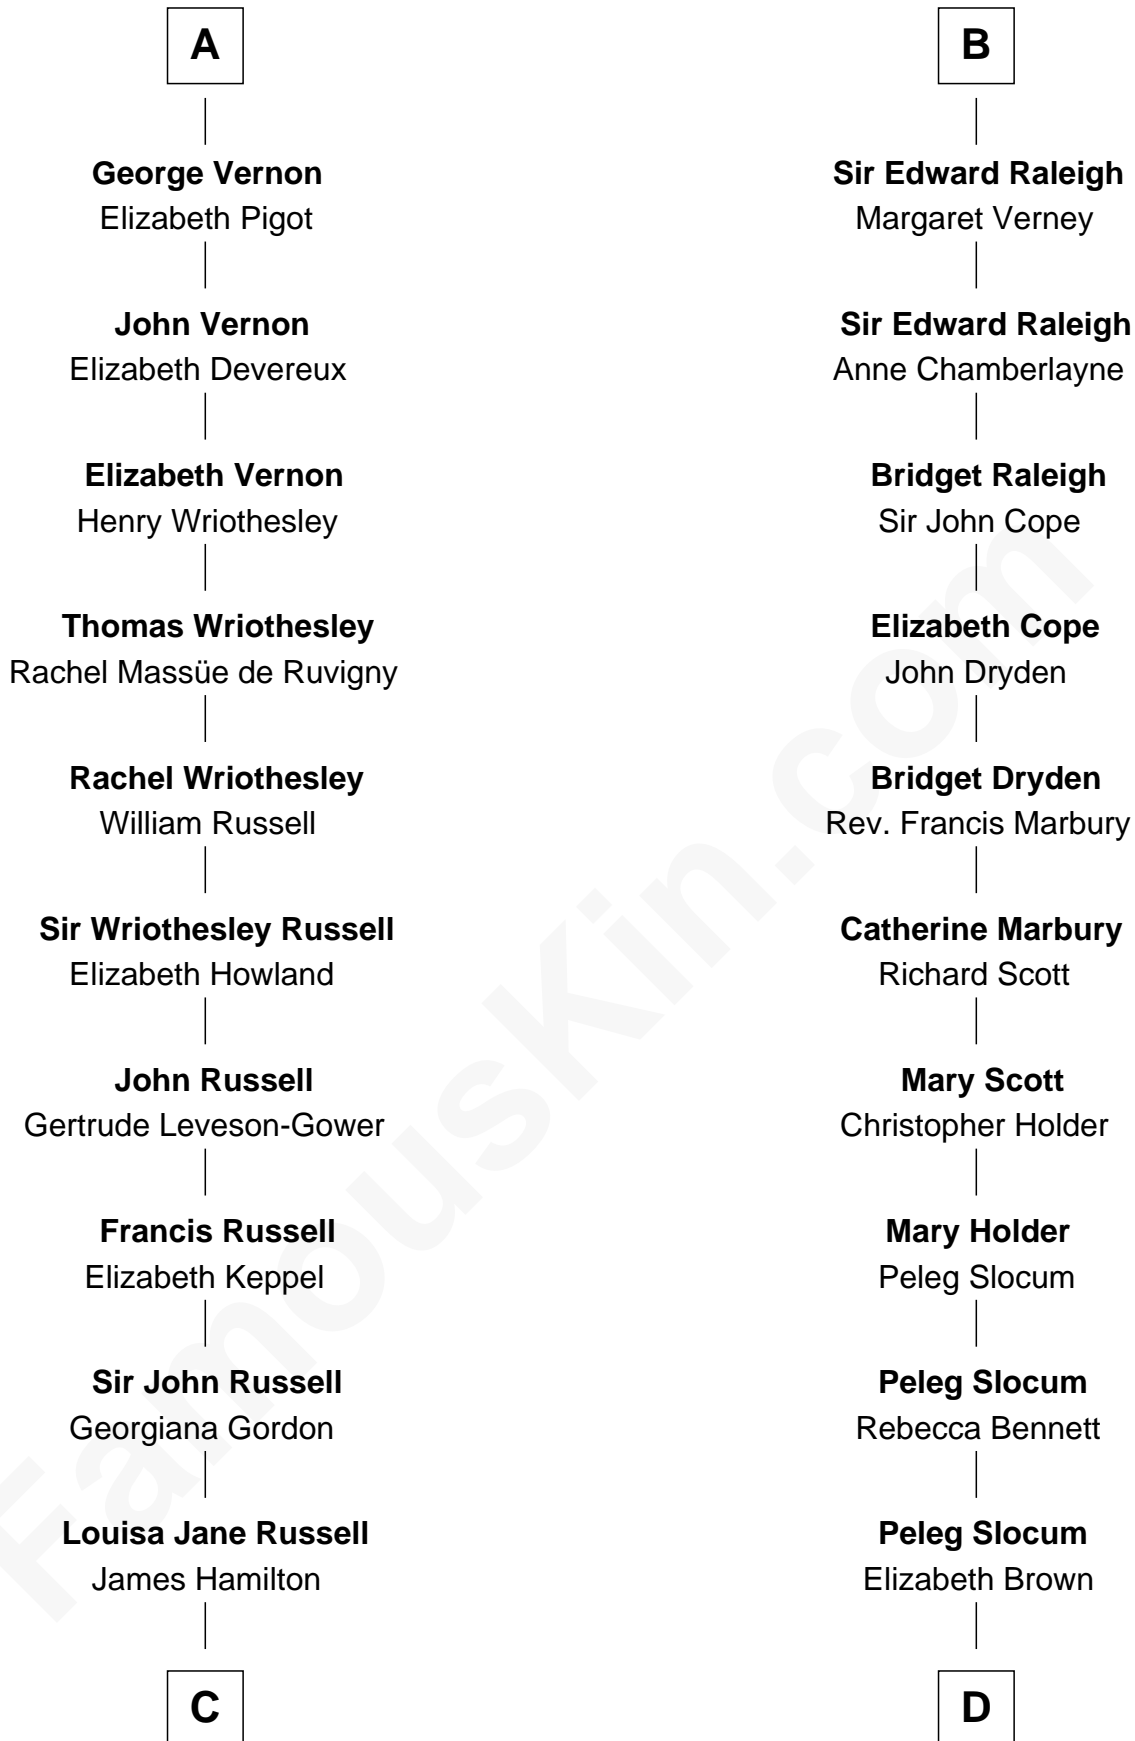 A
George Vernon
Elizabeth Pigot
John Vernon
Elizabeth Devereux
Elizabeth Vernon
Henry Wriothesley
Thomas Wriothesley
Rachel Massüe de Ruvigny
Rachel Wriothesley
William Russell
Sir Wriothesley Russell
Elizabeth Howland
John Russell
Gertrude Leveson-Gower
Francis Russell
Elizabeth Keppel
Sir John Russell
Georgiana Gordon
Louisa Jane Russell
James Hamilton
C
B
Sir Edward Raleigh
Margaret Verney
Sir Edward Raleigh
Anne Chamberlayne
Bridget Raleigh
Sir John Cope
Elizabeth Cope
John Dryden
Bridget Dryden
Rev. Francis Marbury
Catherine Marbury
Richard Scott
Mary Scott
Christopher Holder
Mary Holder
Peleg Slocum
Peleg Slocum
Rebecca Bennett
Peleg Slocum
Elizabeth Brown
D
FamousKin.com